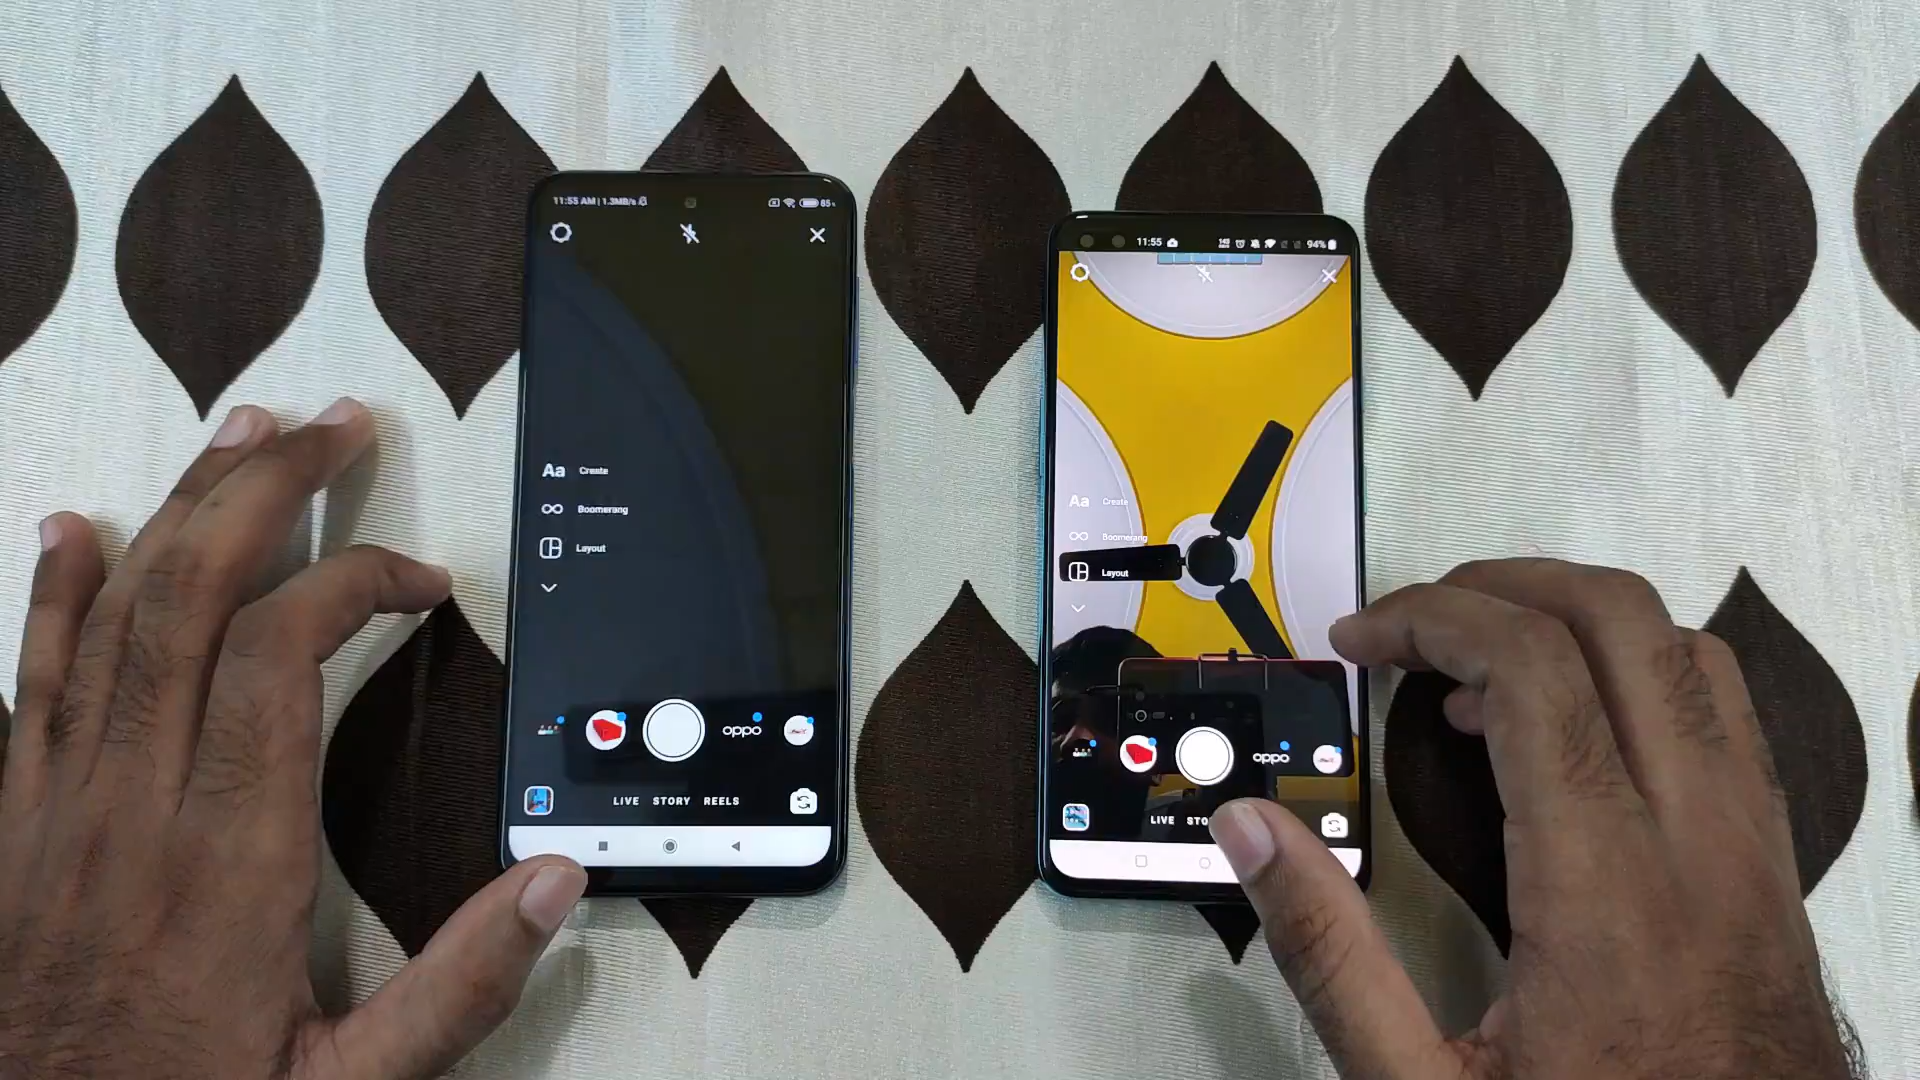 11:55 AM | 1.3MB/s
85
Aa Create
Boomerang
Layout
oppo
LIVE STORY REELS
11:55
94%
Aa Create
Boomerang
Layout
oppo
LIVE STO